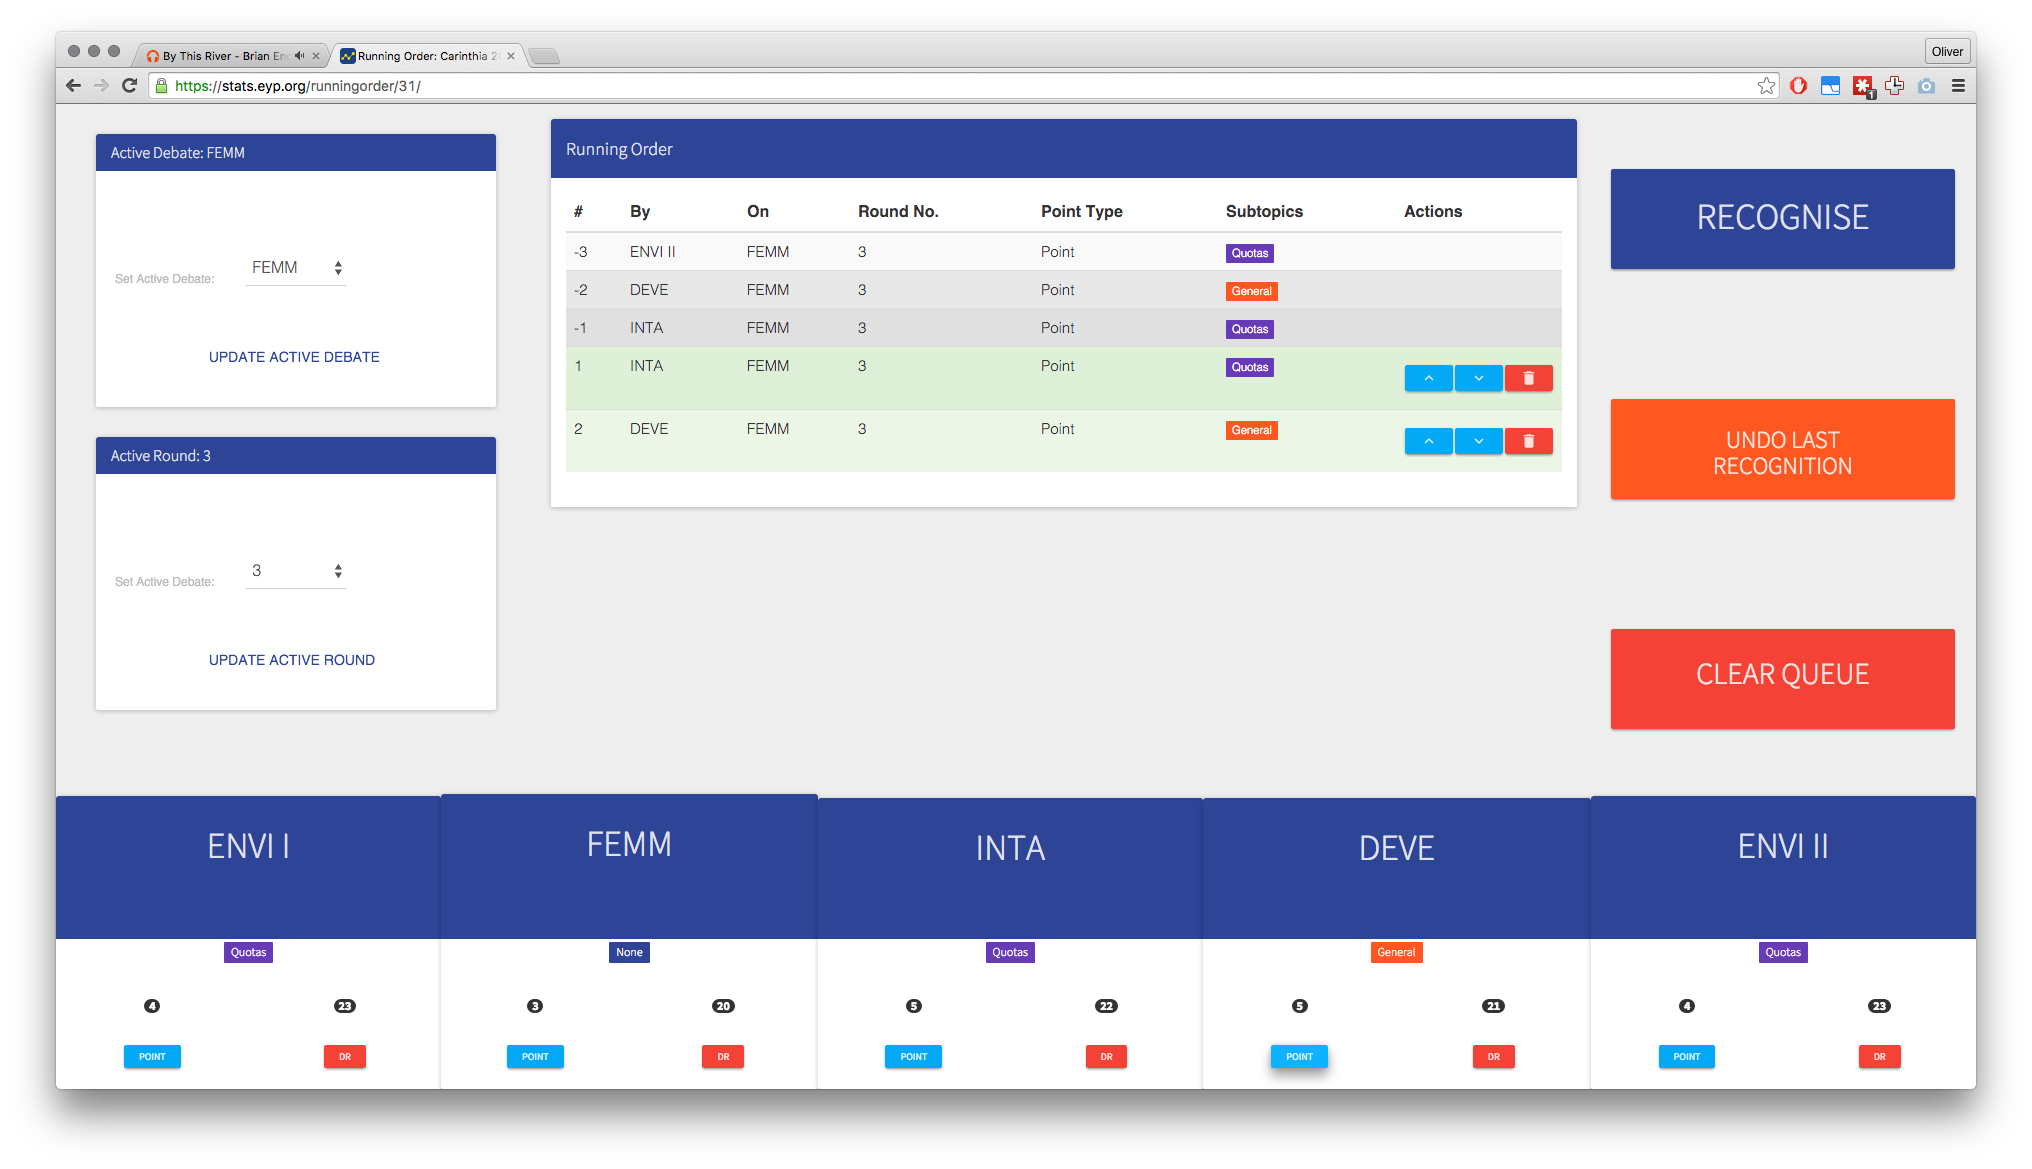 By This River - Brian En
Running Order: Carinthia 2
Oliver
https://stats.eyp.org/runningorder/31/
1
Active Debate: FEMM
Set Active Debate:
FEMM
UPDATE ACTIVE DEBATE
Active Round: 3
Set Active Debate:
3
UPDATE ACTIVE ROUND
Running Order
# By On Round No. Point Type Subtopics Actions
-3 ENVI II FEMM 3 Point Quotas
-2 DEVE FEMM 3 Point General
-1 INTA FEMM 3 Point Quotas
1 INTA FEMM 3 Point Quotas
2 DEVE FEMM 3 Point General
RECOGNISE
UNDO LAST
RECOGNITION
CLEAR QUEUE
ENVI I
Quotas
4 23
POINT DR
FEMM
None
3 20
POINT DR
INTA
Quotas
5 22
POINT DR
DEVE
General
5 21
POINT DR
ENVI II
Quotas
4 23
POINT DR